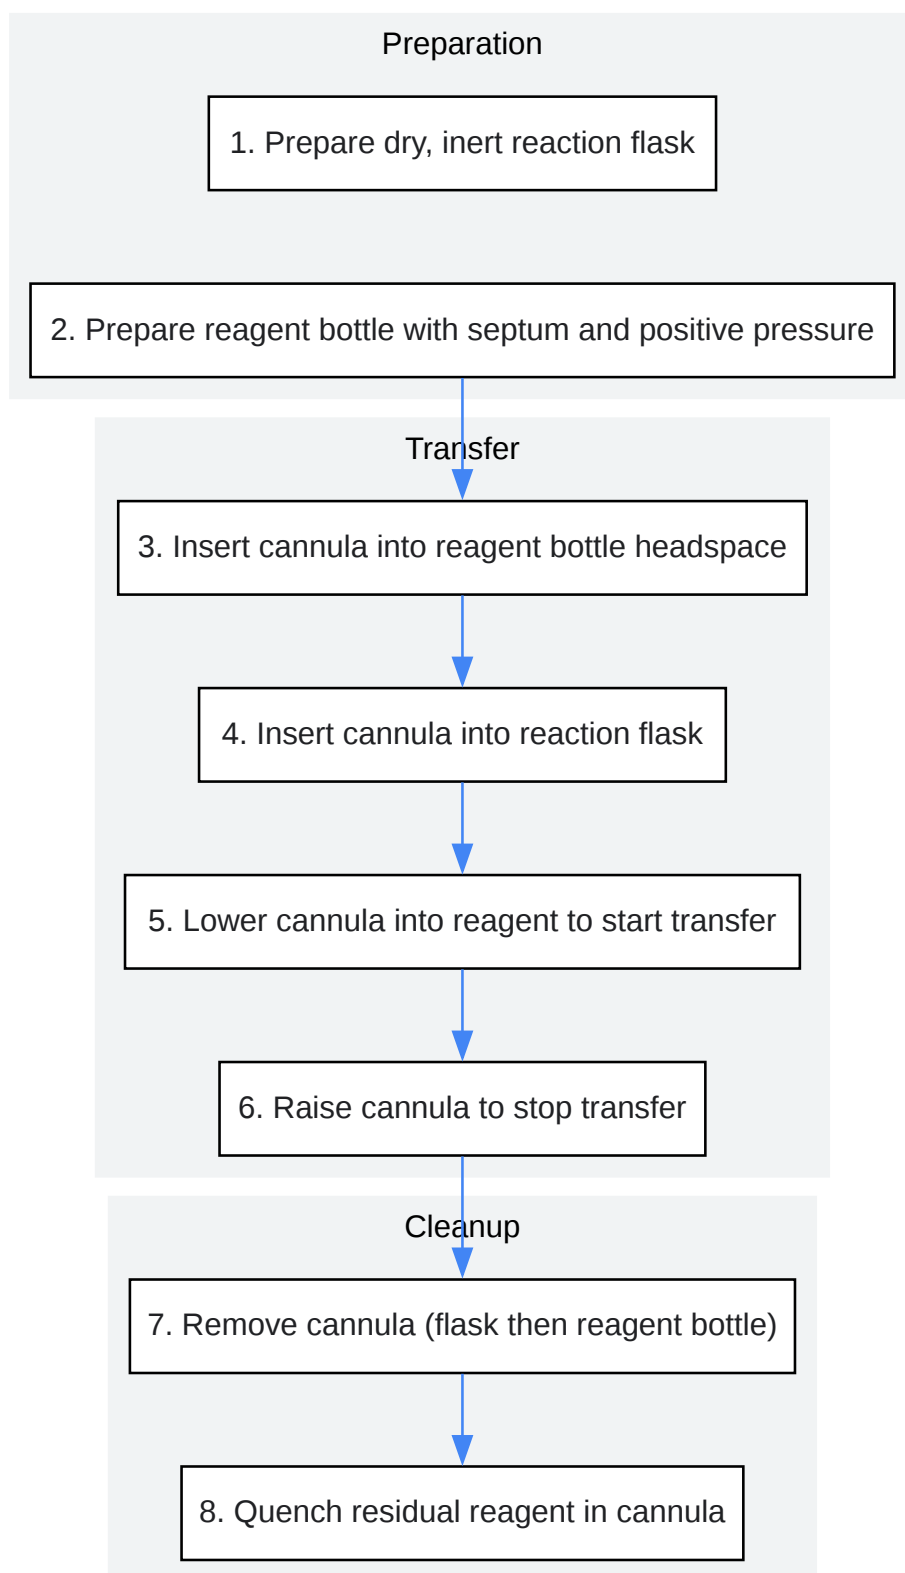 Preparation
1. Prepare dry, inert reaction flask
2. Prepare reagent bottle with septum and positive pressure
Transfer
3. Insert cannula into reagent bottle headspace
4. Insert cannula into reaction flask
5. Lower cannula into reagent to start transfer
6. Raise cannula to stop transfer
Cleanup
7. Remove cannula (flask then reagent bottle)
8. Quench residual reagent in cannula